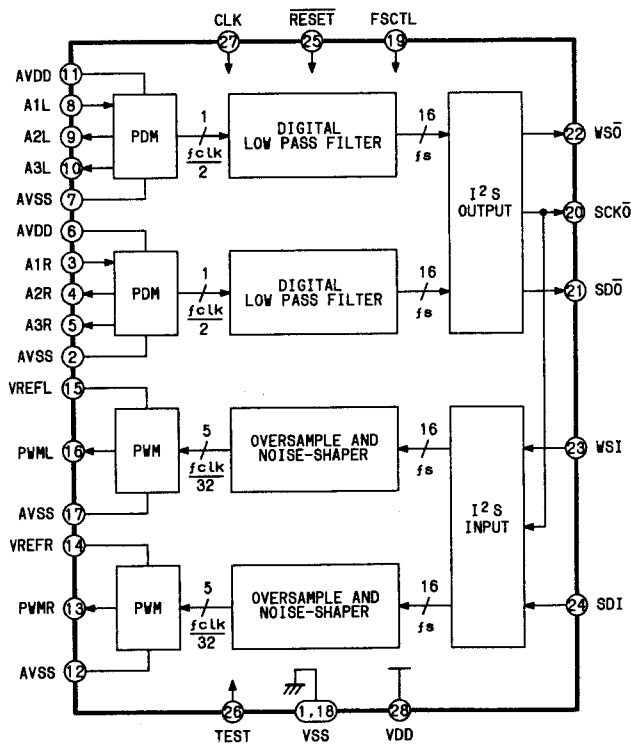 CLK RESET FSCTL
27 25 19
AVDD 11
A1L 8
A2L 9
A3L 10
AVSS 7
PDM
1
fclk
2
DIGITAL
LOW PASS FILTER
16
fs
I²S
OUTPUT
22 WSO
20 SCKO
21 SDO
AVDD 6
A1R 3
A2R 4
A3R 5
AVSS 2
PDM
1
fclk
2
DIGITAL
LOW PASS FILTER
16
fs
VREFL 15
PWML 16
AVSS 17
PWM
5
fclk
32
OVERSAMPLE AND
NOISE-SHAPER
16
fs
I²S
INPUT
23 WSI
24 SDI
VREFR 14
PWMR 13
AVSS 12
PWM
5
fclk
32
OVERSAMPLE AND
NOISE-SHAPER
16
fs
26 1,18 28
TEST VSS VDD